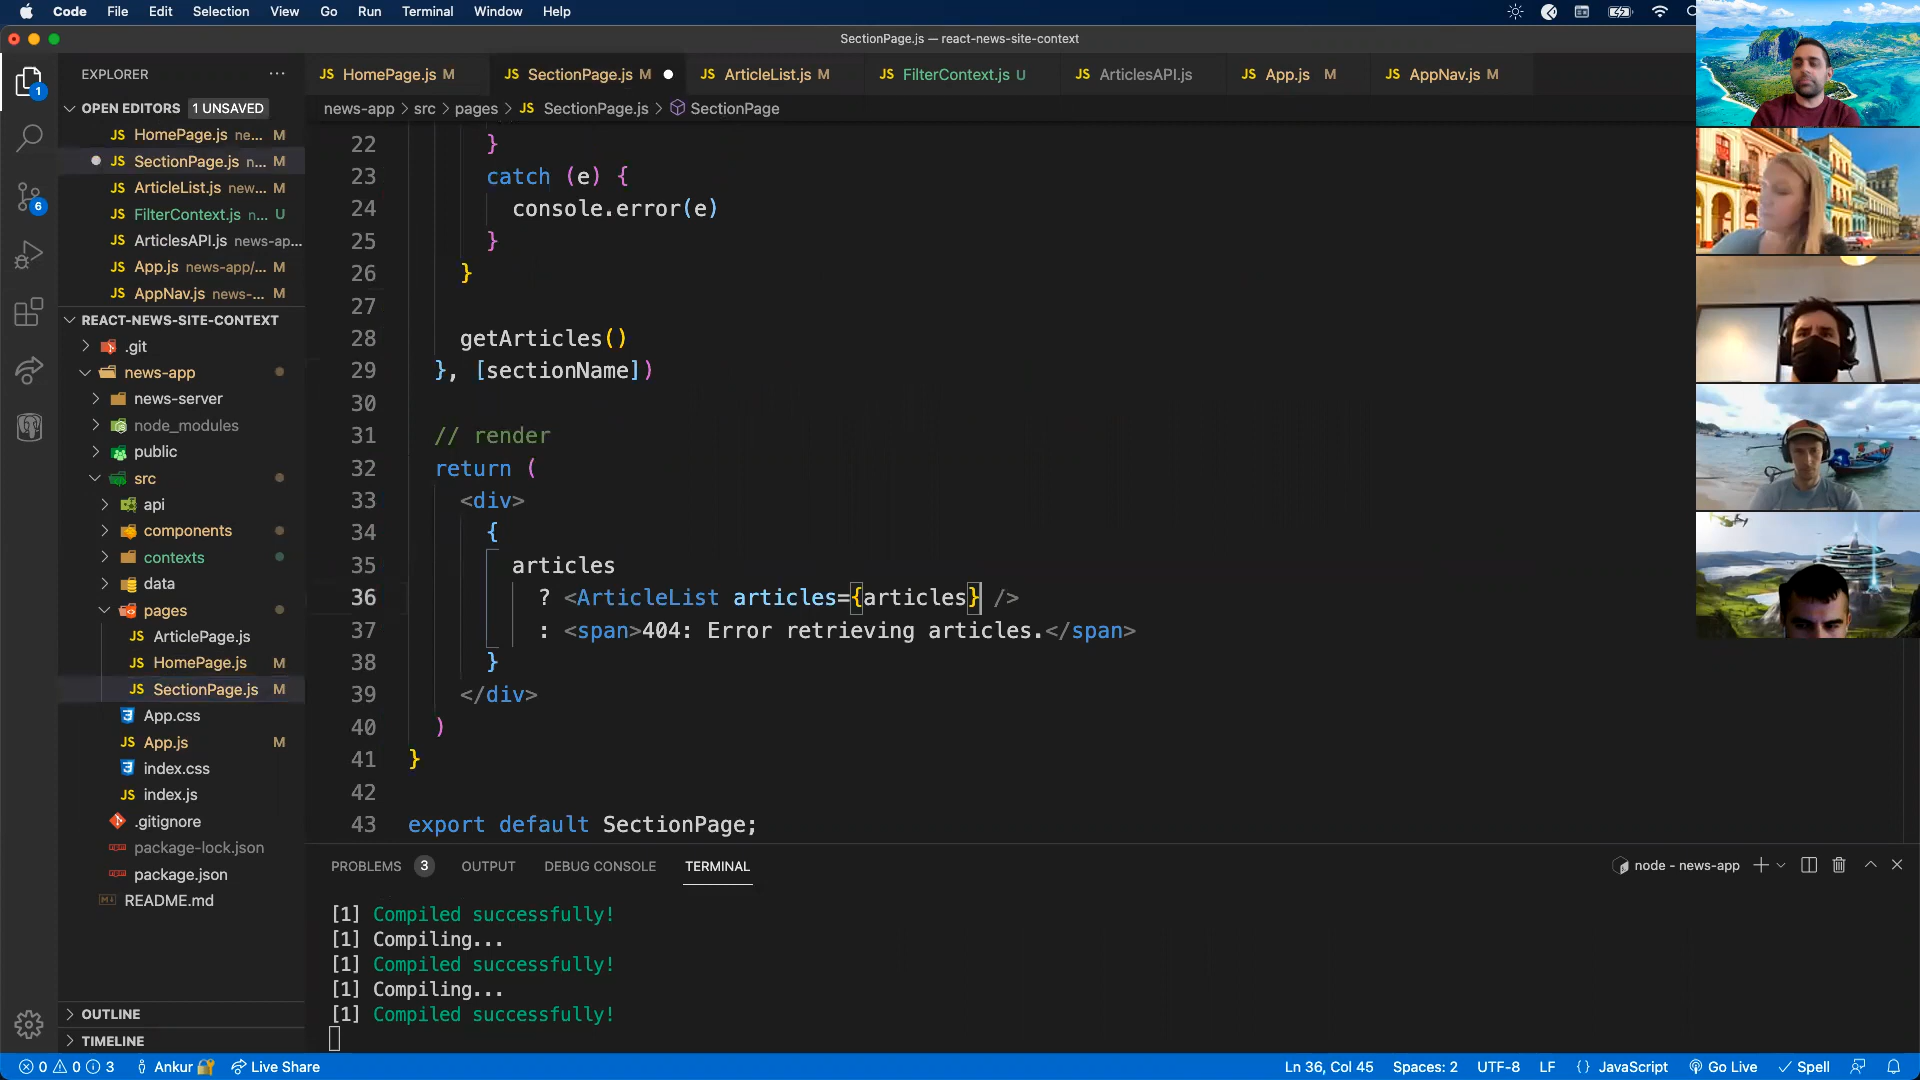 Code File Edit Selection View Go Run Terminal Window Help
SectionPage.js — react-news-site-context
EXPLORER ···
JS HomePage.js M
JS SectionPage.js M
JS ArticleList.js M
JS FilterContext.js U
JS ArticlesAPI.js
JS App.js M
JS AppNav.js M
news-app > src > pages > JS SectionPage.js > SectionPage
1
6
OPEN EDITORS 1 UNSAVED
JS HomePage.js ne... M
JS SectionPage.js n... M
JS ArticleList.js new... M
JS FilterContext.js n... U
JS ArticlesAPI.js news-ap...
JS App.js news-app/... M
JS AppNav.js news-... M
REACT-NEWS-SITE-CONTEXT
.git
news-app
news-server
node_modules
public
src
api
components
contexts
data
pages
JS ArticlePage.js
JS HomePage.js M
JS SectionPage.js M
App.css
JS App.js M
index.css
JS index.js
.gitignore
package-lock.json
package.json
README.md
OUTLINE
TIMELINE
22 }
23 catch (e) {
24 console.error(e)
25 }
26 }
27
28 getArticles()
29 }, [sectionName])
30
31 // render
32 return (
33 <div>
34 {
35 articles
36 ? <ArticleList articles={articles} />
37 : <span>404: Error retrieving articles.</span>
38 }
39 </div>
40 )
41 }
42
43 export default SectionPage;
PROBLEMS 3 OUTPUT DEBUG CONSOLE TERMINAL
node - news-app
[1] Compiled successfully!
[1] Compiling...
[1] Compiled successfully!
[1] Compiling...
[1] Compiled successfully!
0 0 3 Ankur Live Share
Ln 36, Col 45 Spaces: 2 UTF-8 LF {} JavaScript Go Live Spell